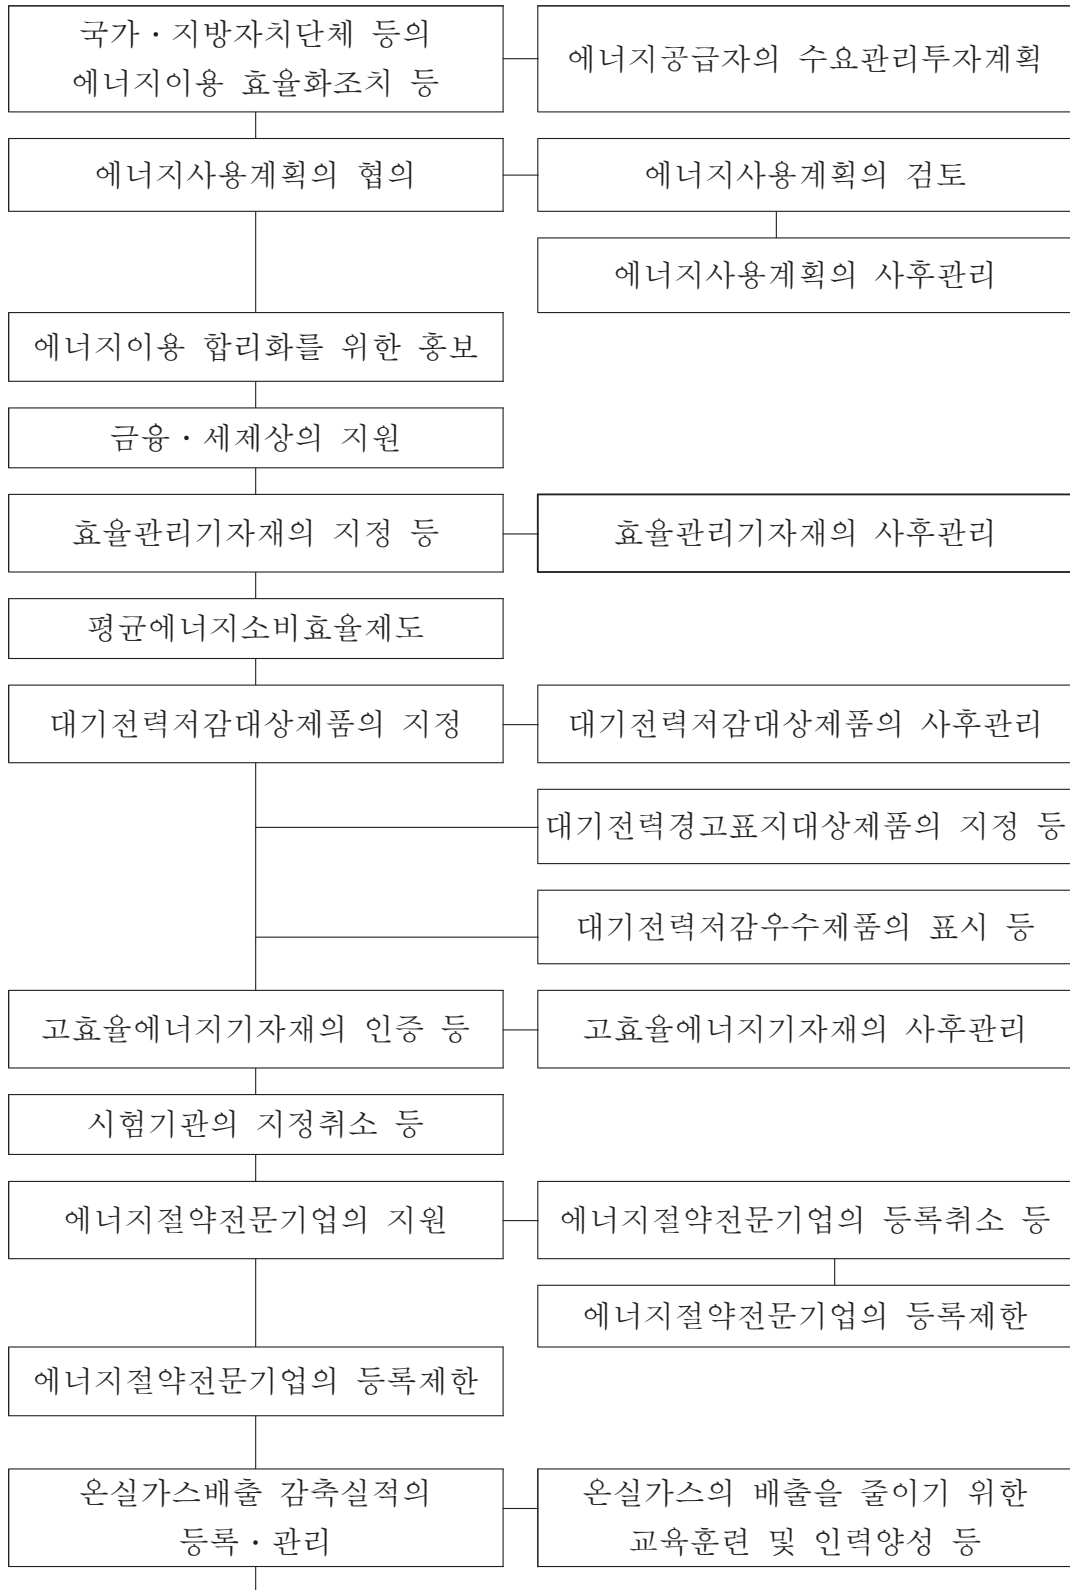 국가 · 지방자치단체 등의
에너지이용 효율화조치 등
에너지공급자의 수요관리투자계획
에너지사용계획의 협의
에너지사용계획의 검토
에너지사용계획의 사후관리
에너지이용 합리화를 위한 홍보
금융 · 세제상의 지원
효율관리기자재의 지정 등
효율관리기자재의 사후관리
평균에너지소비효율제도
대기전력저감대상제품의 지정
대기전력저감대상제품의 사후관리
대기전력경고표지대상제품의 지정 등
대기전력저감우수제품의 표시 등
고효율에너지기자재의 인증 등
고효율에너지기자재의 사후관리
시험기관의 지정취소 등
에너지절약전문기업의 지원
에너지절약전문기업의 등록취소 등
에너지절약전문기업의 등록제한
에너지절약전문기업의 등록제한
온실가스배출 감축실적의
등록 · 관리
온실가스의 배출을 줄이기 위한
교육훈련 및 인력양성 등